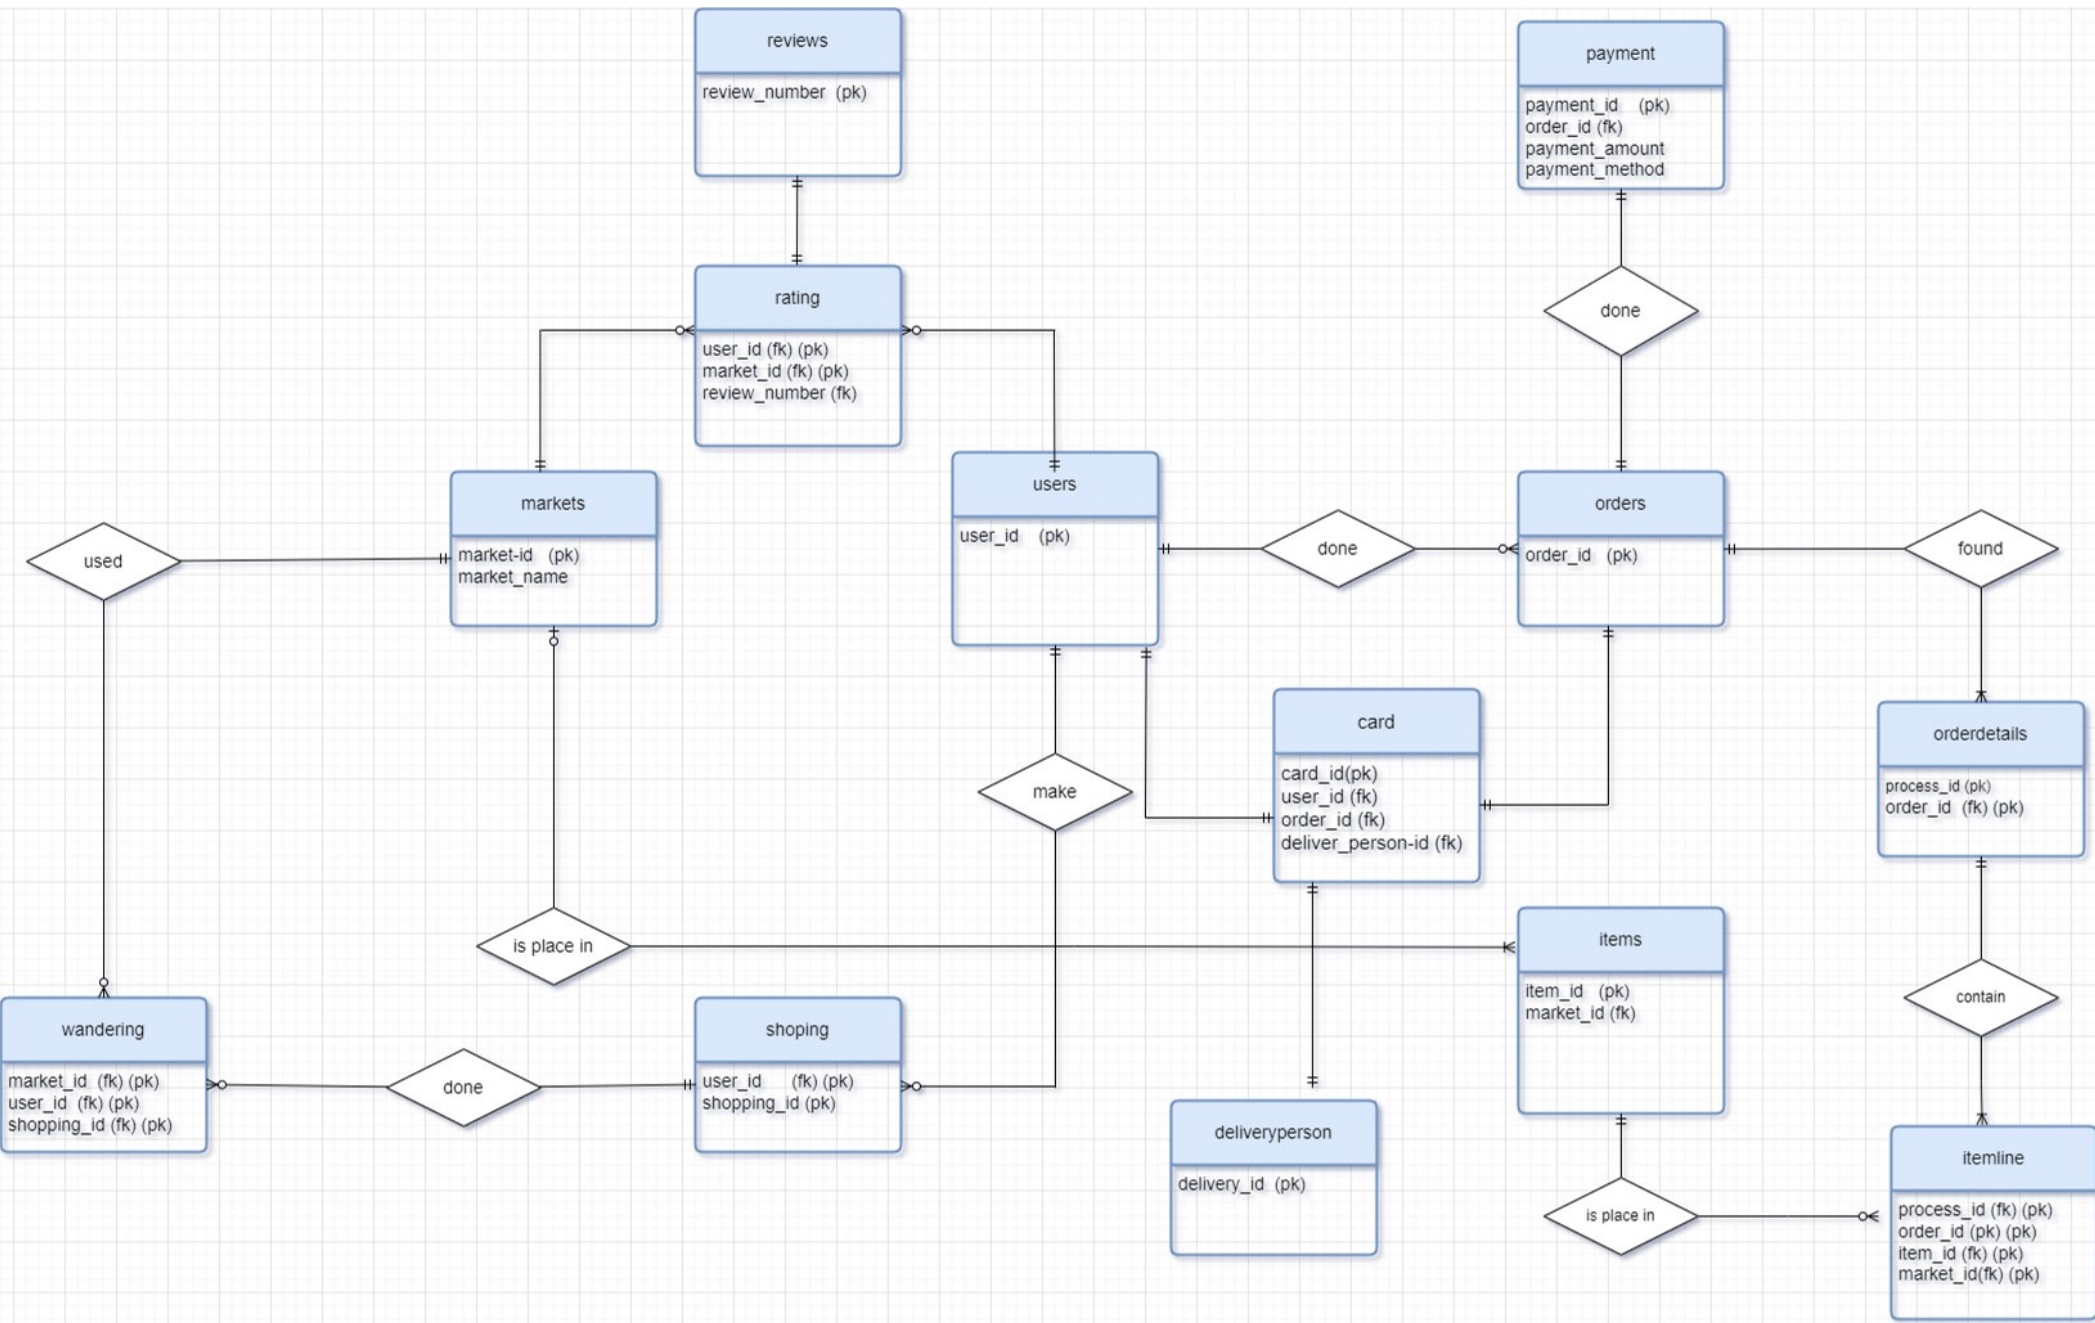 reviews
review_number (pk)
payment
payment_id (pk)
order_id (fk)
payment_amount
payment_method
rating
user_id (fk) (pk)
market_id (fk) (pk)
review_number (fk)
done
markets
market-id (pk)
market_name
users
user_id (pk)
done
orders
order_id (pk)
used
found
card
card_id(pk)
user_id (fk)
order_id (fk)
deliver_person-id (fk)
orderdetails
process_id (pk)
order_id (fk) (pk)
make
is place in
items
item_id (pk)
market_id (fk)
contain
wandering
market_id (fk) (pk)
user_id (fk) (pk)
shopping_id (fk) (pk)
done
shoping
user_id (fk) (pk)
shopping_id (pk)
deliveryperson
delivery_id (pk)
is place in
itemline
process_id (fk) (pk)
order_id (pk) (pk)
item_id (fk) (pk)
market_id(fk) (pk)